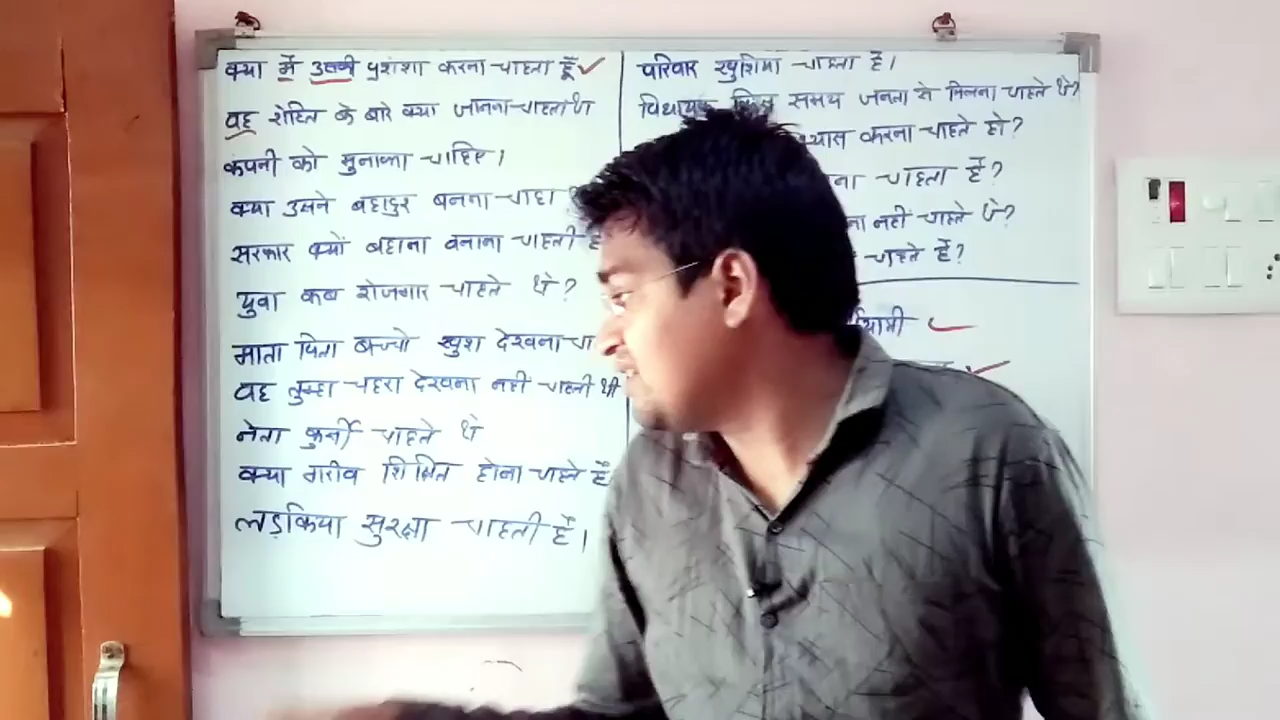 क्या मैं उसकी प्रशंशा करना चाहता हूँ
वह रोहित के बारे क्या जानना चाहता था
कंपनी को मुनाफा चाहिए।
क्या उसने बहादुर बनना चाहा
सरकार क्यों बहाना बनाना चाहती है
युवा कब रोजगार चाहते थे?
माता पिता बच्चो खुश देखना चा
वह तुम्हा चहरा देखना नही चाहती थी
नेता कुर्सी चाहते थे
क्या गरीब शिक्षित होना चाहते हैं
लड़किया सुरक्षा चाहती हैं।
परिवार खुशिया चाहता है।
विधायक किस समय जनता से मिलना चाहते थे?
करना चाहते हो?
ना चाहता हैं?
ना नही चाहते थे?
चाहते हैं?